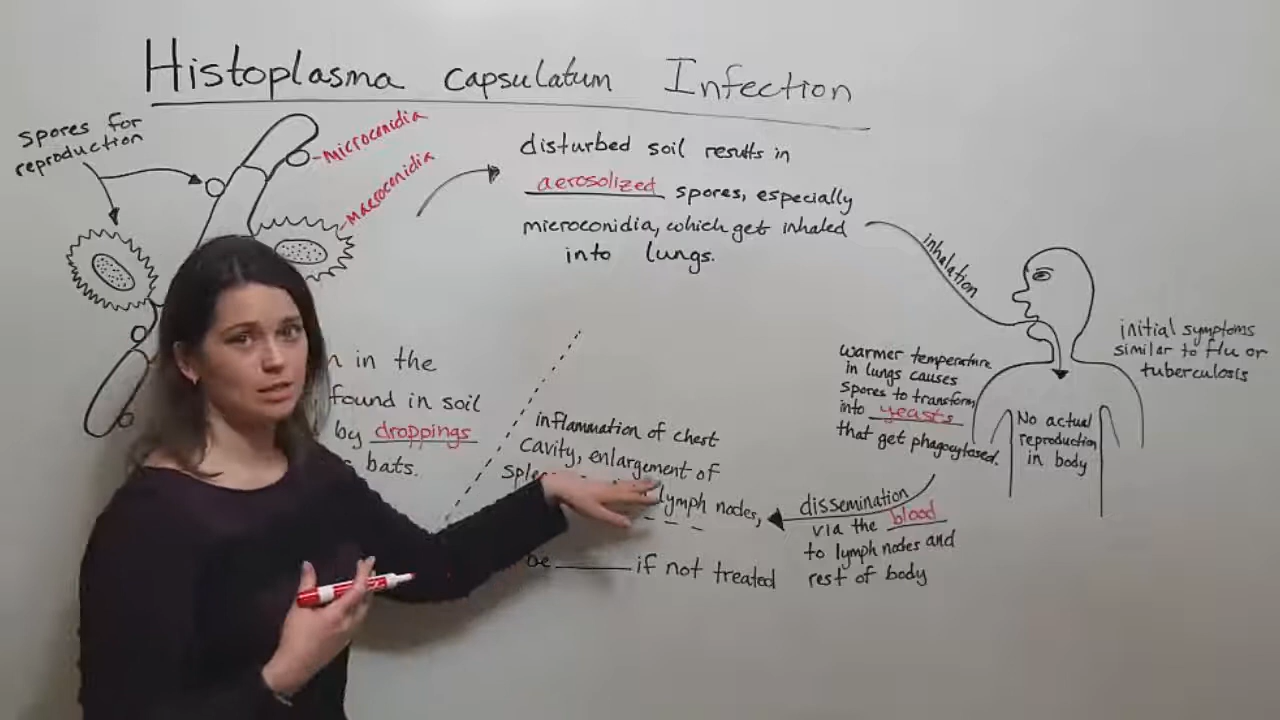 Histoplasma capsulatum Infection
spores for
reproduction
Microconidia
Macroconidia
in the
found in soil
by droppings
bats.
disturbed soil results in
aerosolized spores, especially
microconidia, which get inhaled
into lungs.
inhalation
initial symptoms
similar to flu or
tuberculosis
warmer temperature
in lungs causes
spores to transform
into yeasts
that get phagocytosed.
No actual
reproduction
in body
dissemination
via the blood
to lymph nodes and
rest of body
inflammation of chest
cavity, enlargement of
lymph nodes,
be ______ if not treated